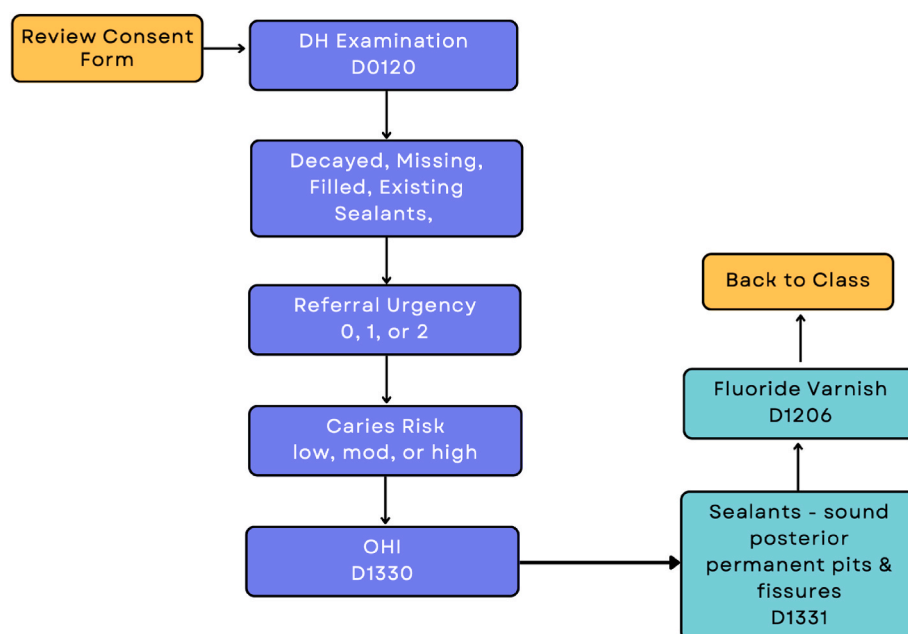 Review Consent
Form
DH Examination
D0120
Decayed, Missing,
Filled, Existing
Sealants,
Referral Urgency
0, 1, or 2
Caries Risk
low, mod, or high
OHI
D1330
Sealants - sound
posterior
permanent pits &
fissures
D1331
Fluoride Varnish
D1206
Back to Class